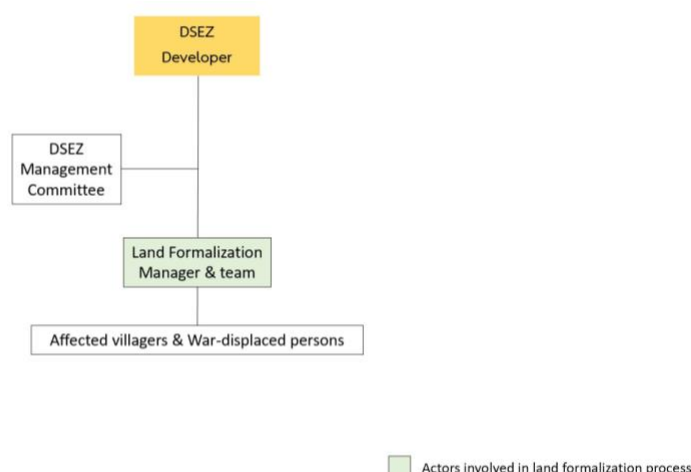 DSEZ
Developer
DSEZ
Management
Committee
Land Formalization
Manager & team
Affected villagers & War-displaced persons
Actors involved in land formalization process